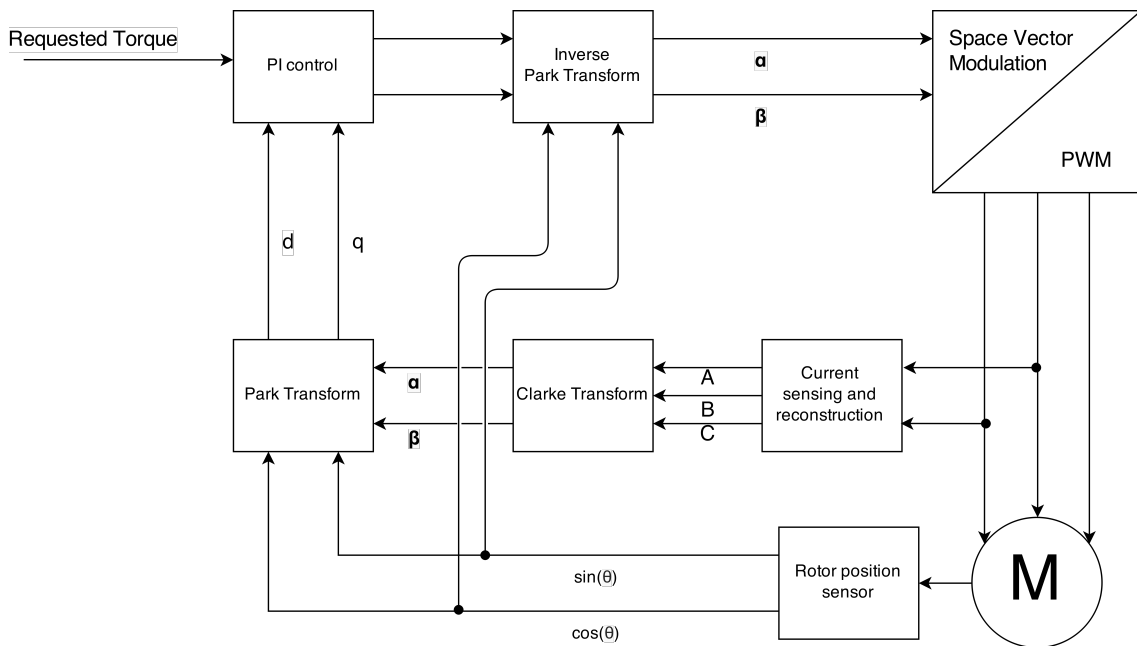 Requested Torque
PI control
Inverse
Park Transform
α
β
Space Vector
Modulation
PWM
d
q
Park Transform
α
β
Clarke Transform
A
B
C
Current
sensing and
reconstruction
sin(θ)
cos(θ)
Rotor position
sensor
M